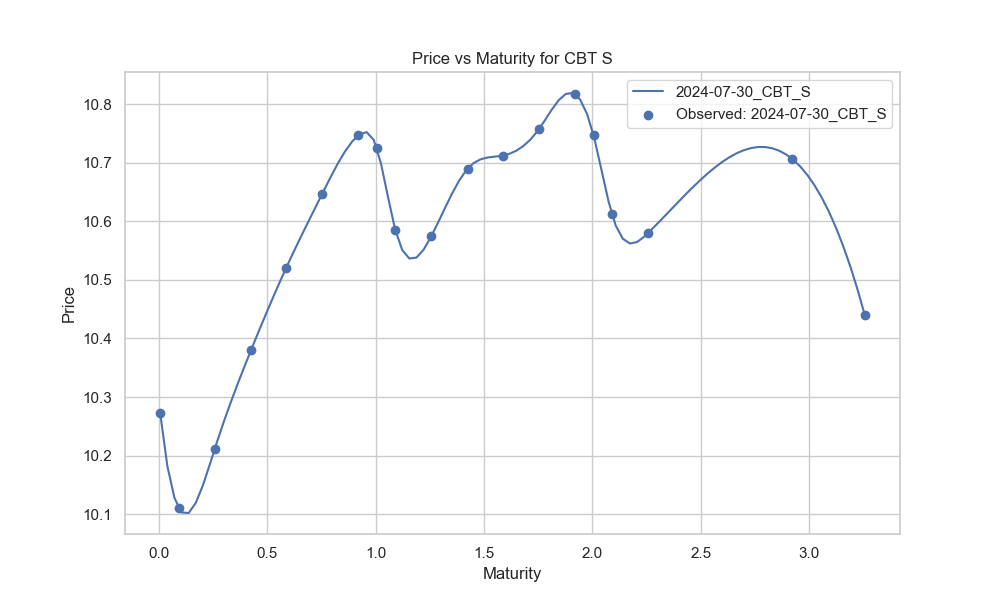 Price vs Maturity for CBT S
2024-07-30_CBT_S
Observed: 2024-07-30_CBT_S
10.8
10.7
10.6
10.5
10.4
10.3
10.2
10.1
Price
0.0 0.5 1.0 1.5 2.0 2.5 3.0
Maturity